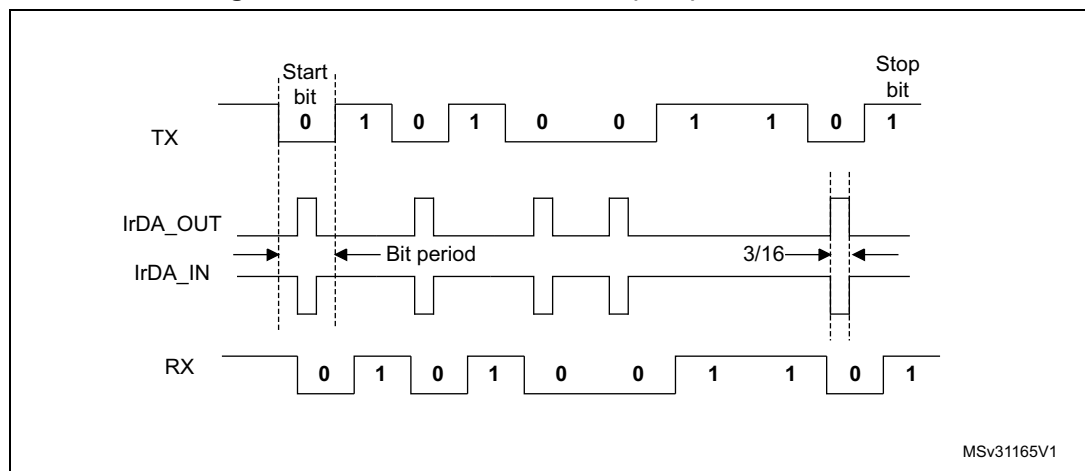 Start
bit
Stop
bit
TX
0 1 0 1 0 0 1 1 0 1
IrDA_OUT
Bit period
3/16
IrDA_IN
RX
0 1 0 1 0 0 1 1 0 1
MSv31165V1